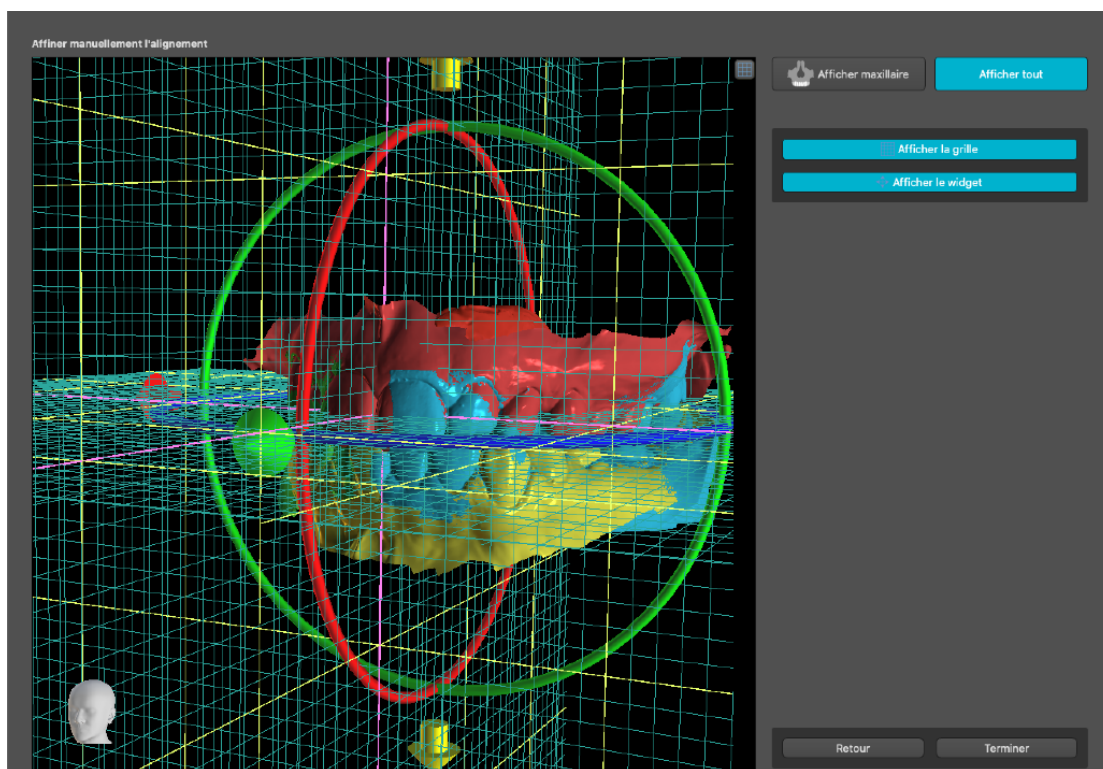 Affiner manuellement l'alignement
Afficher maxillaire
Afficher tout
Afficher la grille
Afficher le widget
Retour
Terminer